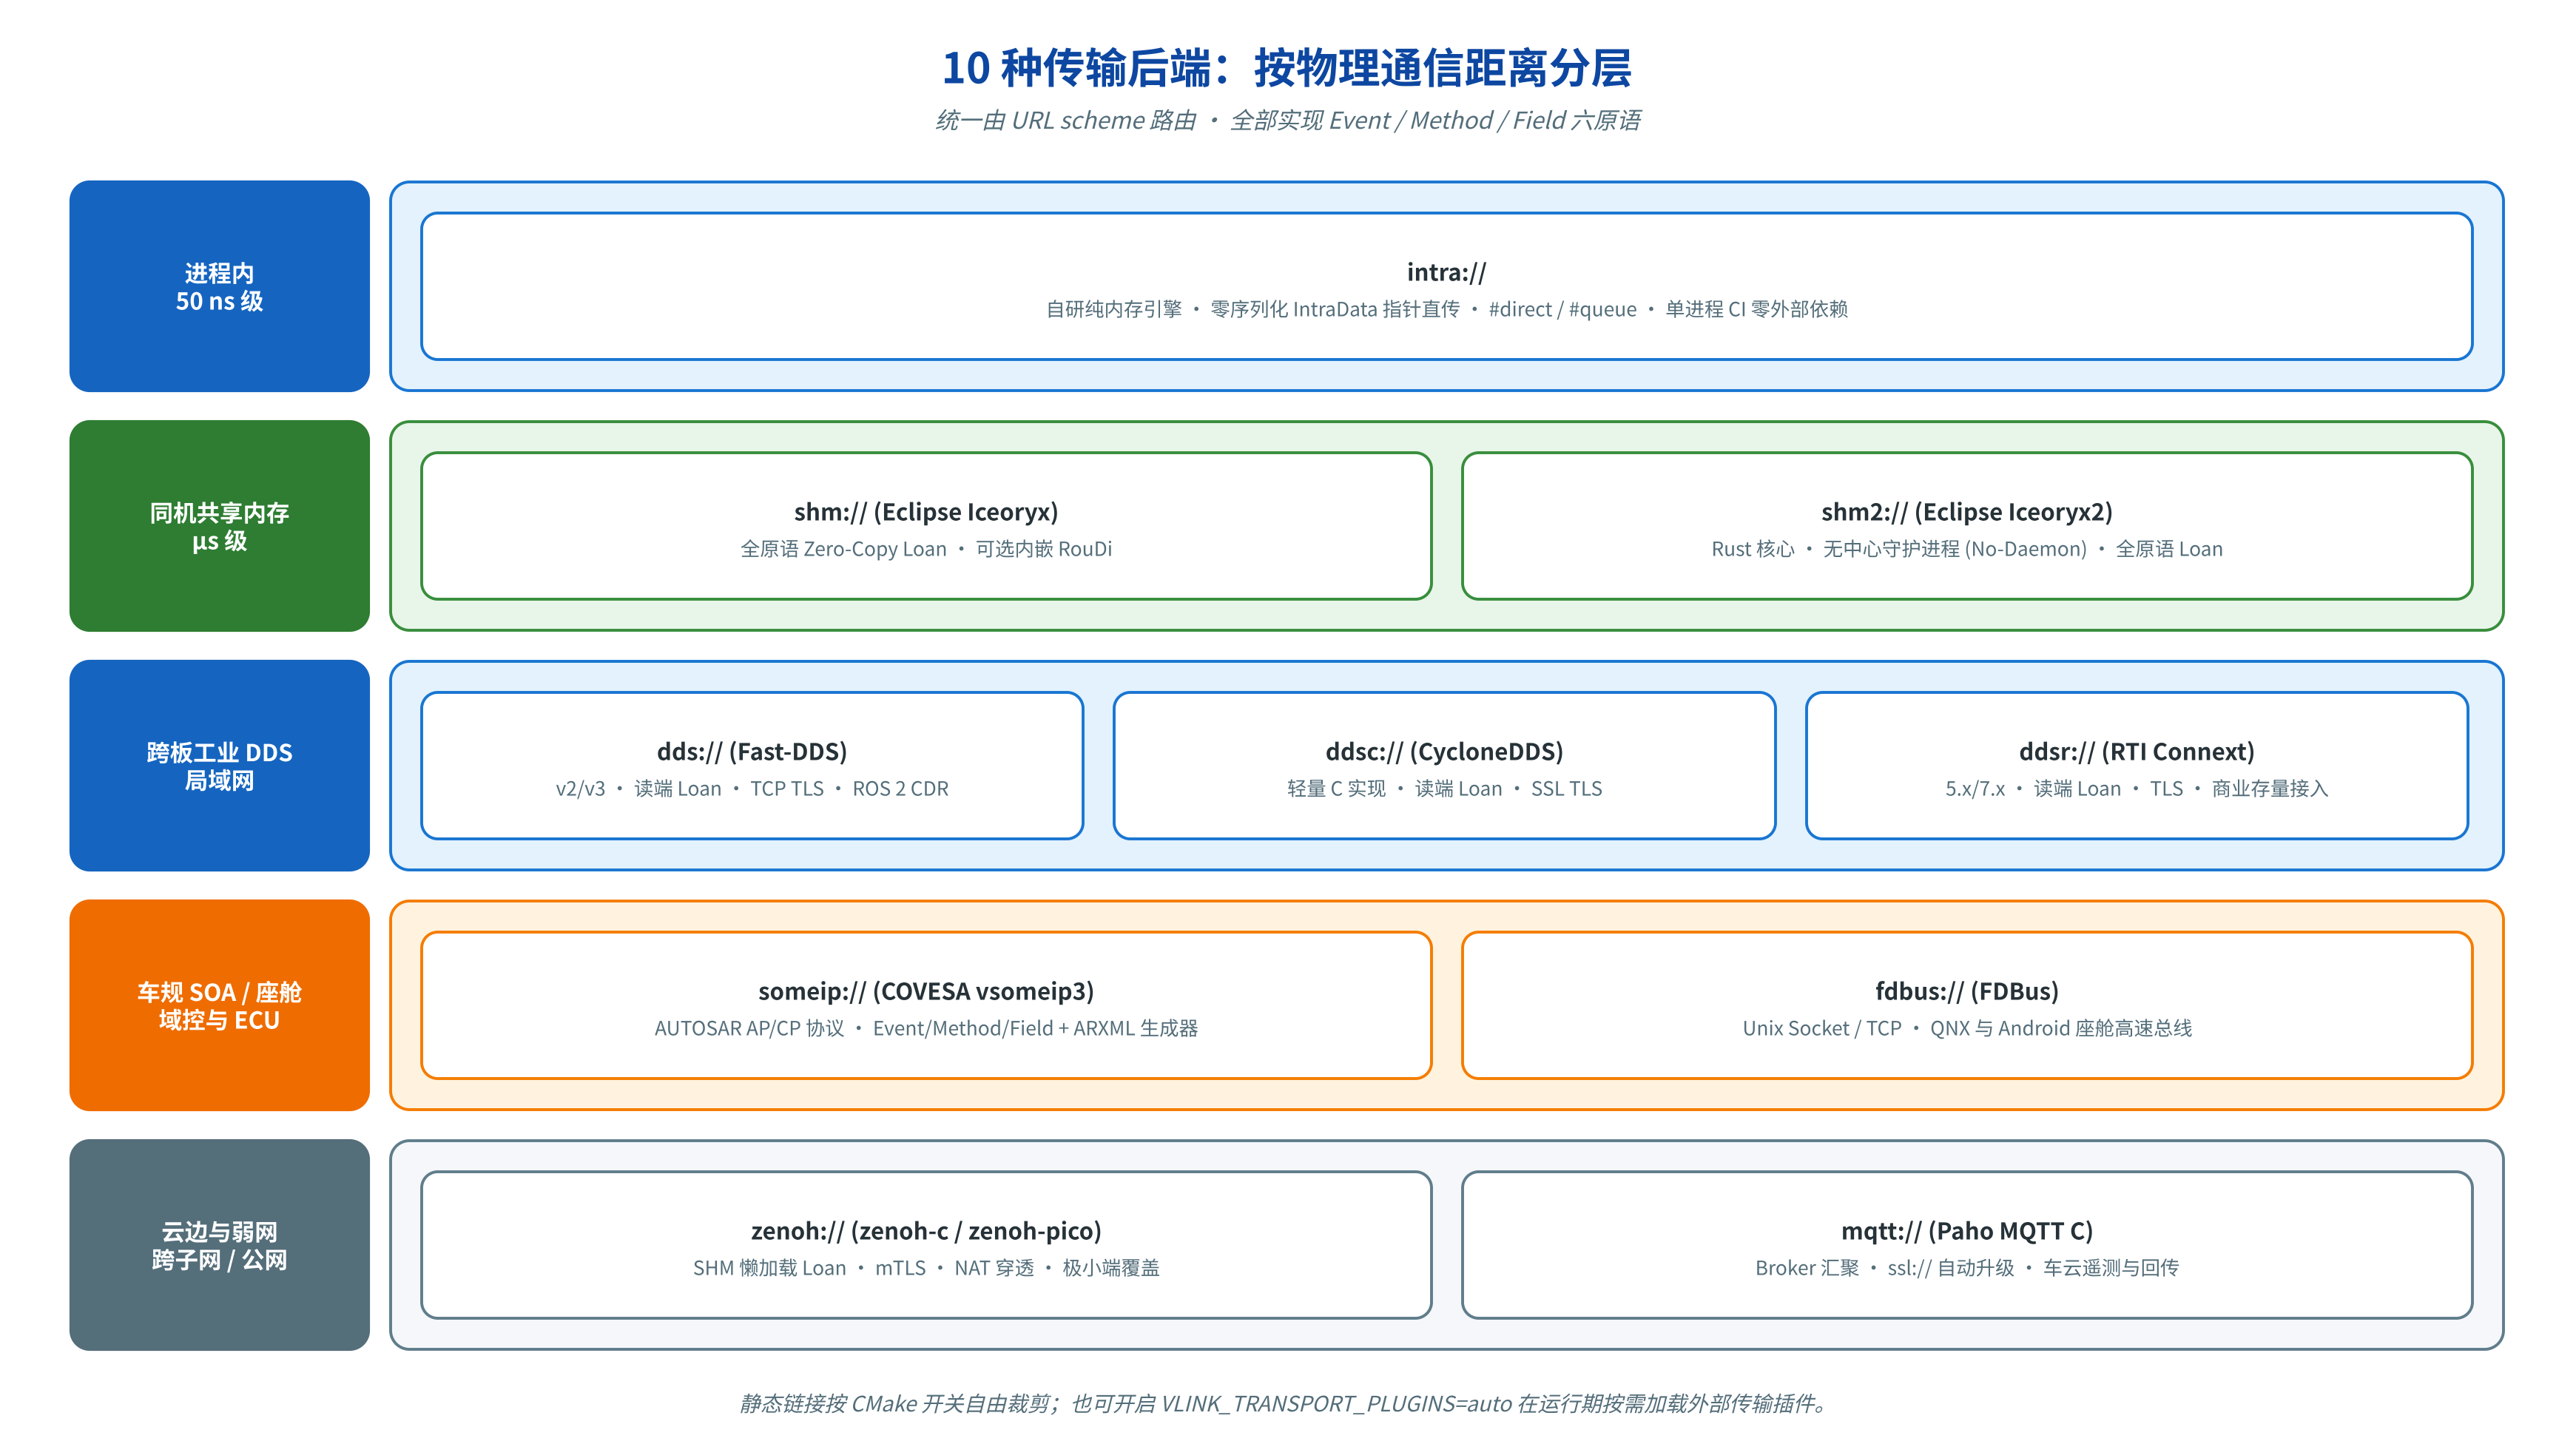 10 种传输后端：按物理通信距离分层
统一由 URL scheme 路由 • 全部实现 Event / Method / Field 六原语
进程内
50 ns 级
intra://
自研纯内存引擎 • 零序列化 IntraData 指针直传 • #direct / #queue • 单进程 CI 零外部依赖
同机共享内存
μs 级
shm:// (Eclipse Iceoryx)
全原语 Zero-Copy Loan • 可选内嵌 RouDi
shm2:// (Eclipse Iceoryx2)
Rust 核心 • 无中心守护进程 (No-Daemon) • 全原语 Loan
跨板工业 DDS
局域网
dds:// (Fast-DDS)
v2/v3 • 读端 Loan • TCP TLS • ROS 2 CDR
ddsc:// (CycloneDDS)
轻量 C 实现 • 读端 Loan • SSL TLS
ddsr:// (RTI Connext)
5.x/7.x • 读端 Loan • TLS • 商业存量接入
车规 SOA / 座舱
域控与 ECU
someip:// (COVESA vsomeip3)
AUTOSAR AP/CP 协议 • Event/Method/Field + ARXML 生成器
fdbus:// (FDBus)
Unix Socket / TCP • QNX 与 Android 座舱高速总线
云边与弱网
跨子网 / 公网
zenoh:// (zenoh-c / zenoh-pico)
SHM 懒加载 Loan • mTLS • NAT 穿透 • 极小端覆盖
mqtt:// (Paho MQTT C)
Broker 汇聚 • ssl:// 自动升级 • 车云遥测与回传
静态链接按 CMake 开关自由裁剪；也可开启 VLINK_TRANSPORT_PLUGINS=auto 在运行期按需加载外部传输插件。